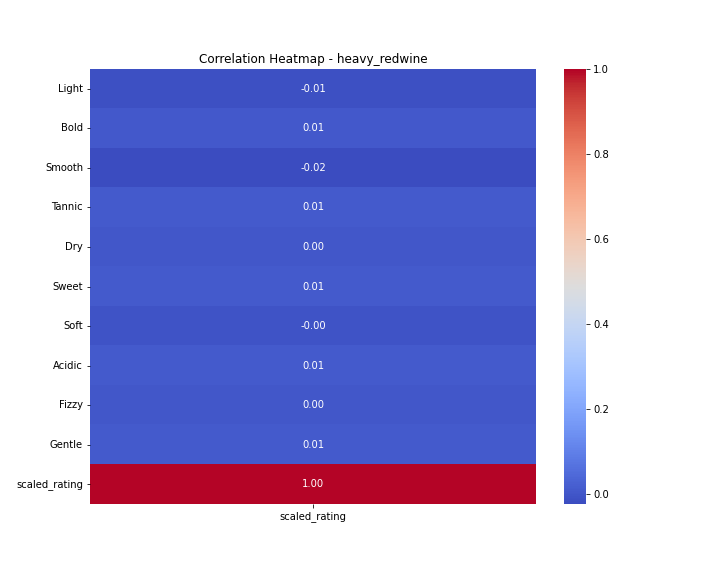 Correlation Heatmap - heavy_redwine
Light -0.01
Bold 0.01
Smooth -0.02
Tannic 0.01
Dry 0.00
Sweet 0.01
Soft -0.00
Acidic 0.01
Fizzy 0.00
Gentle 0.01
scaled_rating 1.00
scaled_rating
1.0
0.8
0.6
0.4
0.2
0.0